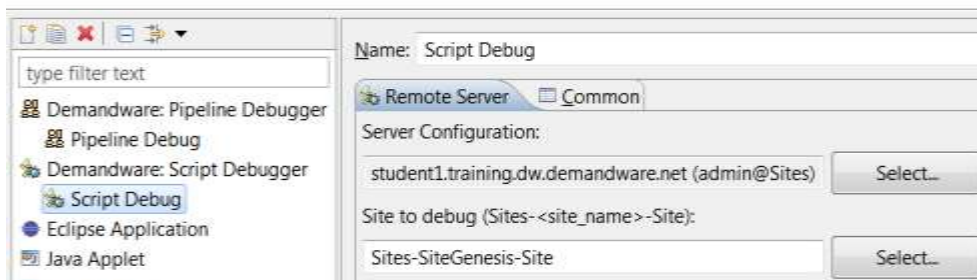 type filter text
Demandware: Pipeline Debugger
Pipeline Debug
Demandware: Script Debugger
Script Debug
Eclipse Application
Java Applet
Name: Script Debug
Remote Server
Common
Server Configuration:
student1.training.dw.demandware.net (admin@Sites)
Select...
Site to debug (Sites-<site_name>-Site):
Sites-SiteGenesis-Site
Select...